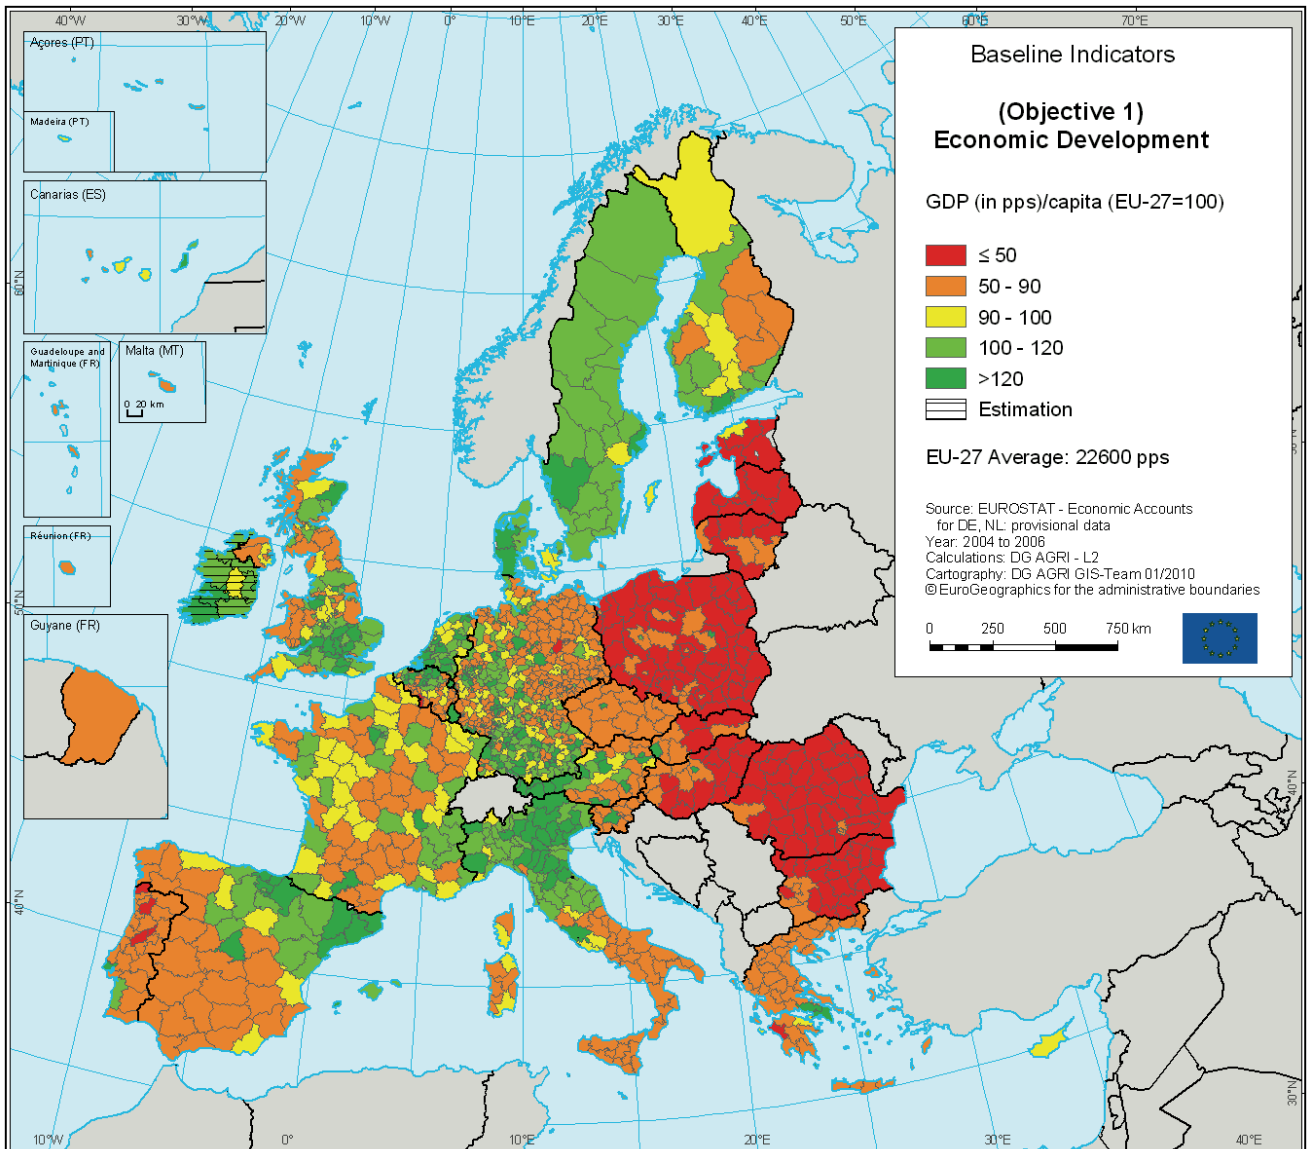 40°W 30°W 20°W 10°W 0° 10°E 20°E 30°E 40°E 50°E 60°E 70°E
Açores (PT)
Madeira (PT)
Canarias (ES)
Guadeloupe and
Martinique (FR)
Malta (MT)
0 20 km
Réunion (FR)
Guyane (FR)
Baseline Indicators
(Objective 1)
Economic Development
GDP (in pps)/capita (EU-27=100)
≤ 50
50 - 90
90 - 100
100 - 120
>120
Estimation
EU-27 Average: 22600 pps
Source: EUROSTAT - Economic Accounts
for DE, NL: provisional data
Year: 2004 to 2006
Calculations: DG AGRI - L2
Cartography: DG AGRI GIS-Team 01/2010
© EuroGeographics for the administrative boundaries
0 250 500 750 km
60°N
50°N
40°N
40°N
30°N
10°W 0° 10°E 20°E 30°E 40°E